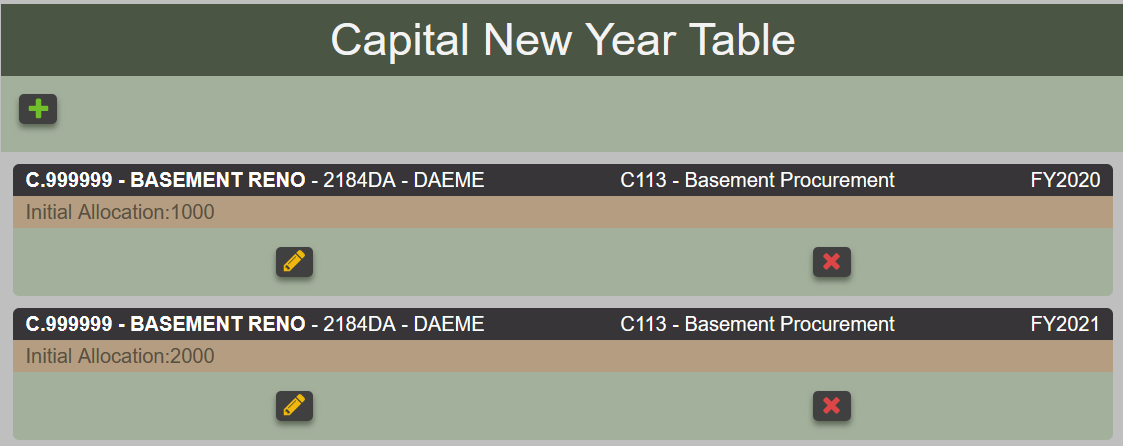 Capital New Year Table
C.999999 - BASEMENT RENO - 2184DA - DAEME C113 - Basement Procurement FY2020
Initial Allocation:1000
C.999999 - BASEMENT RENO - 2184DA - DAEME C113 - Basement Procurement FY2021
Initial Allocation:2000